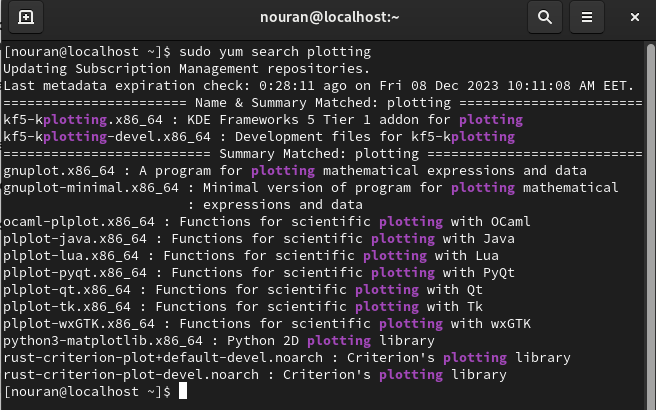 nouran@localhost:~
[nouran@localhost ~]$ sudo yum search plotting
Updating Subscription Management repositories.
Last metadata expiration check: 0:28:11 ago on Fri 08 Dec 2023 10:11:08 AM EET.
======================= Name & Summary Matched: plotting =======================
kf5-kplotting.x86_64 : KDE Frameworks 5 Tier 1 addon for plotting
kf5-kplotting-devel.x86_64 : Development files for kf5-kplotting
========================== Summary Matched: plotting ===========================
gnuplot.x86_64 : A program for plotting mathematical expressions and data
gnuplot-minimal.x86_64 : Minimal version of program for plotting mathematical
                       : expressions and data
ocaml-plplot.x86_64 : Functions for scientific plotting with OCaml
plplot-java.x86_64 : Functions for scientific plotting with Java
plplot-lua.x86_64 : Functions for scientific plotting with Lua
plplot-pyqt.x86_64 : Functions for scientific plotting with PyQt
plplot-qt.x86_64 : Functions for scientific plotting with Qt
plplot-tk.x86_64 : Functions for scientific plotting with Tk
plplot-wxGTK.x86_64 : Functions for scientific plotting with wxGTK
python3-matplotlib.x86_64 : Python 2D plotting library
rust-criterion-plot+default-devel.noarch : Criterion's plotting library
rust-criterion-plot-devel.noarch : Criterion's plotting library
[nouran@localhost ~]$